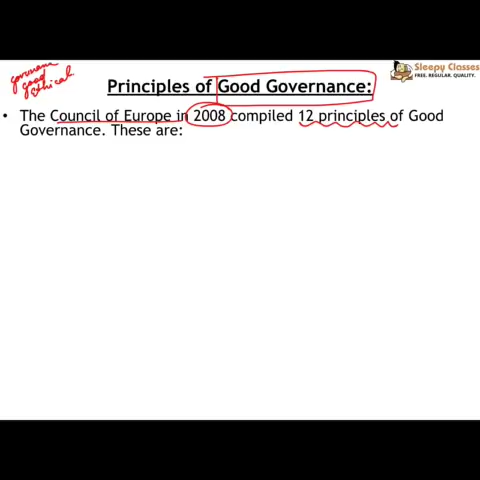 governance
good
ethical
Sleepy Classes
FREE. REGULAR. QUALITY.
Principles of Good Governance:
• The Council of Europe in 2008 compiled 12 principles of Good
Governance. These are: